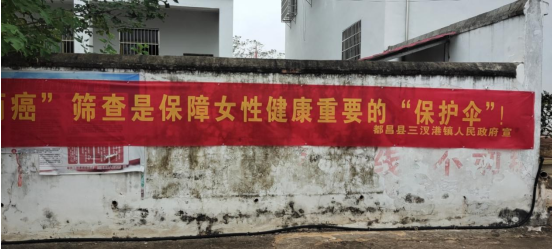 癌”筛查是保障女性健康重要的“保护伞”！
都昌县三汊港镇人民政府 宣